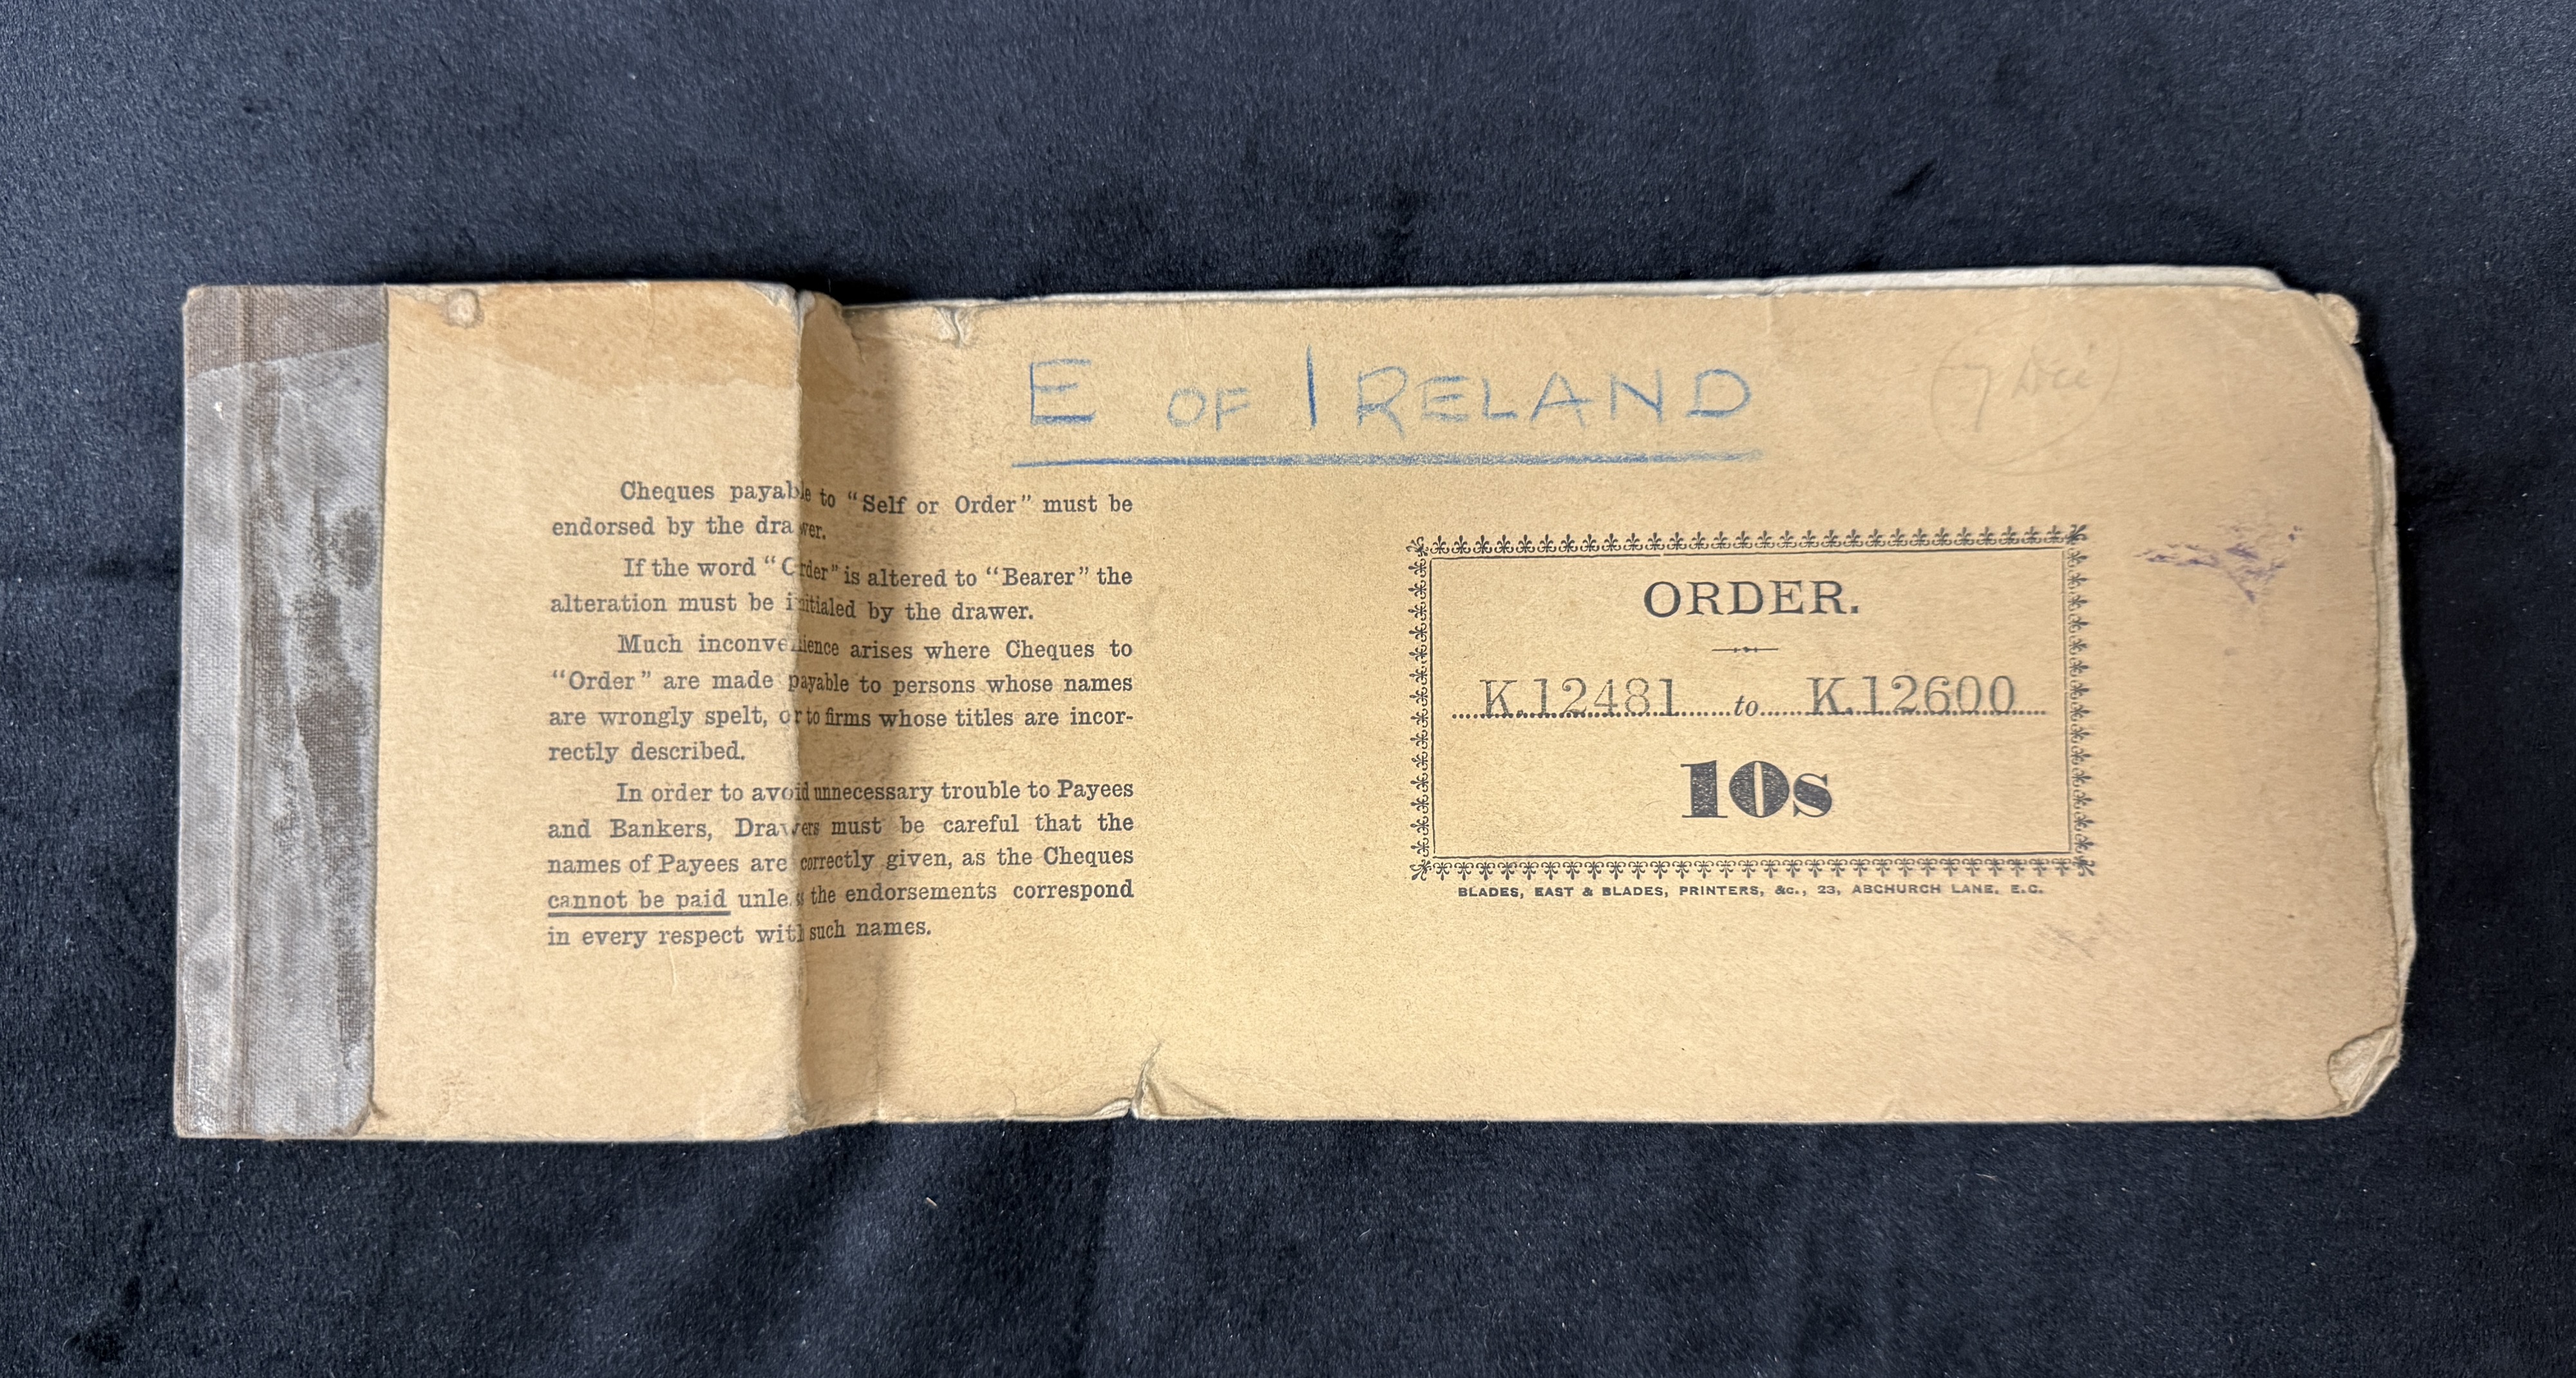 E OF IRELAND
Cheques payable to “Self or Order” must be
endorsed by the drawer.
If the word “Order” is altered to “Bearer” the
alteration must be initialed by the drawer.
Much inconvenience arises where Cheques to
“Order” are made payable to persons whose names
are wrongly spelt, or to firms whose titles are incor-
rectly described.
In order to avoid unnecessary trouble to Payees
and Bankers, Drawers must be careful that the
names of Payees are correctly given, as the Cheques
cannot be paid unless the endorsements correspond
in every respect with such names.
ORDER.
K.12481 to K.12600
10s
BLADES, EAST & BLADES, PRINTERS, &c., 23, ABCHURCH LANE, E.C.